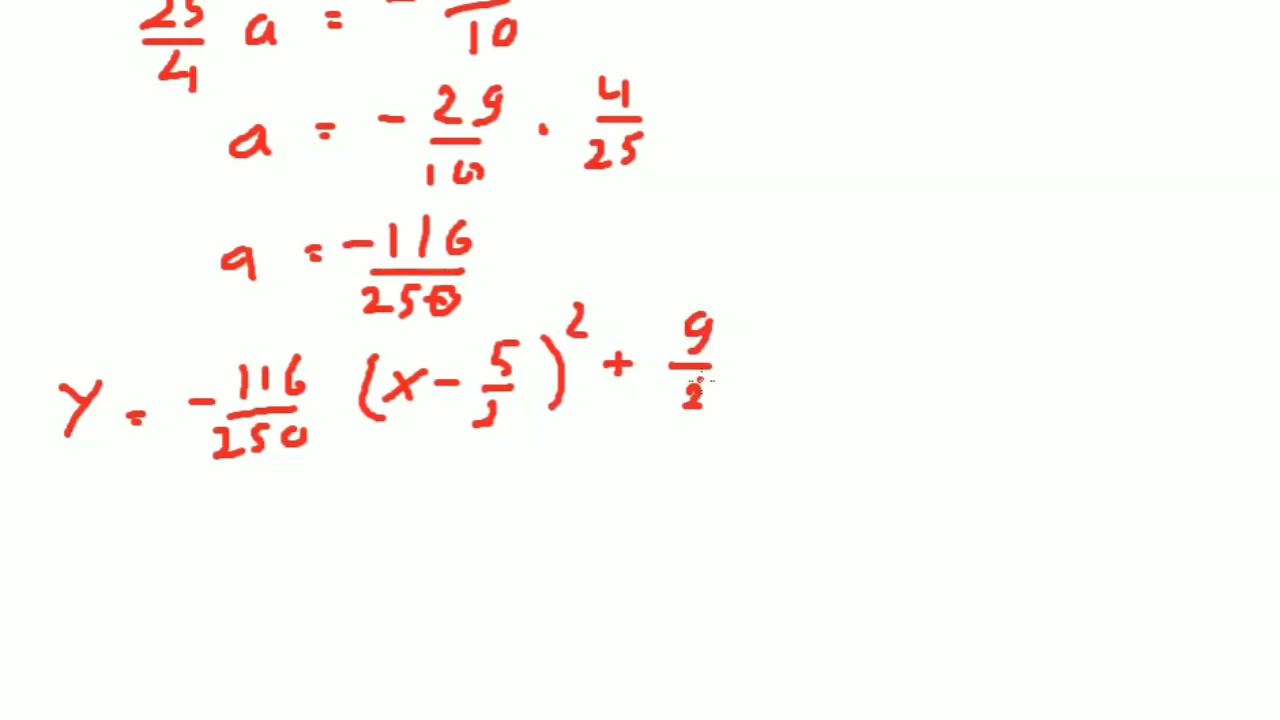 25/4 a = - /10
a = - 29/10 · 4/25
a = -116/250
y = - 116/250 (x - 5/2)² + 9/2